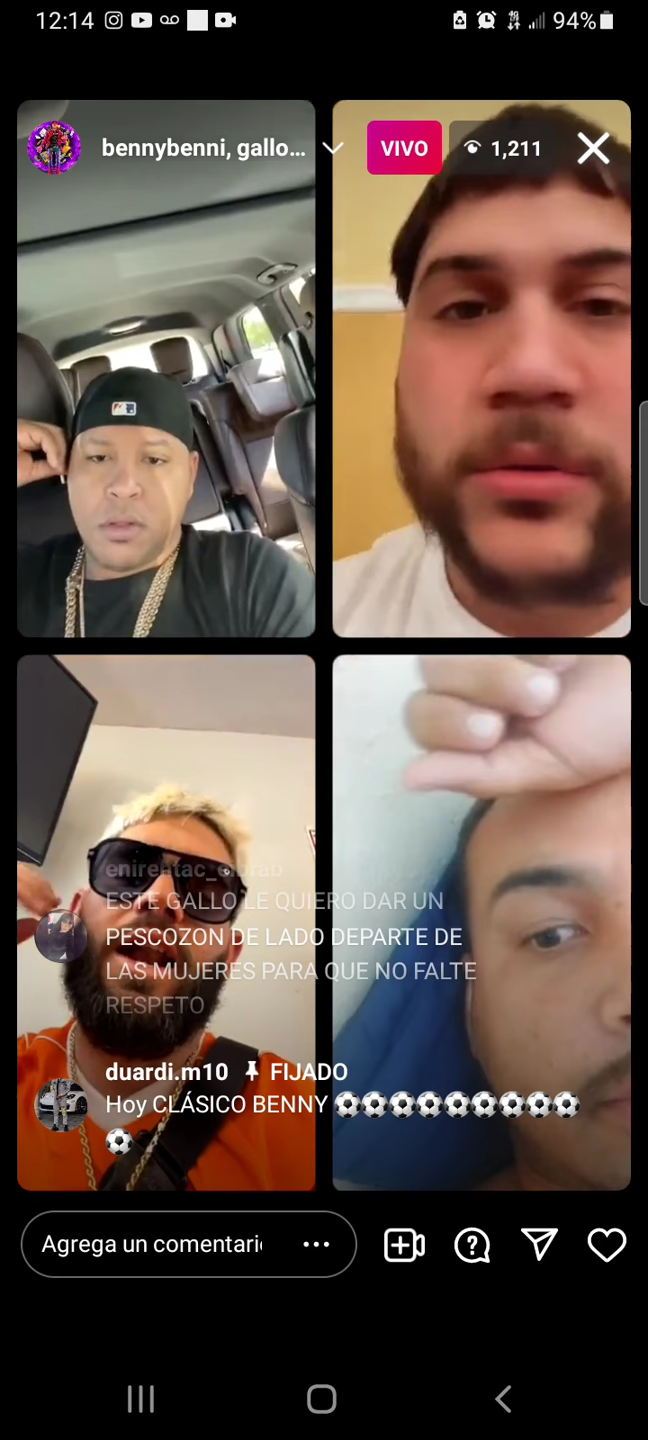 12:14
94%
bennybenni, gallo...
VIVO
1,211
ESTE GALLO LE QUIERO DAR UN
PESCOZON DE LADO DEPARTE DE
LAS MUJERES PARA QUE NO FALTE
RESPETO
duardi.m10 FIJADO
Hoy CLÁSICO BENNY ⚽⚽⚽⚽⚽⚽⚽⚽⚽
⚽
Agrega un comentari